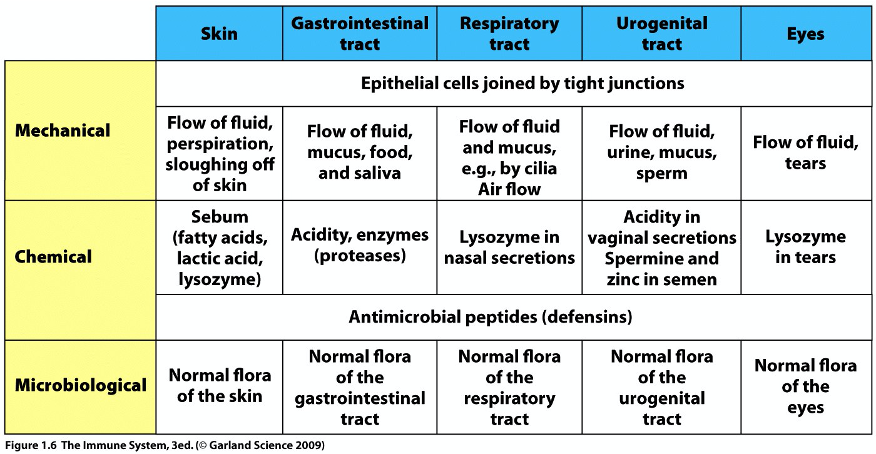 Skin
Gastrointestinal
tract
Respiratory
tract
Urogenital
tract
Eyes
Mechanical
Epithelial cells joined by tight junctions
Flow of fluid,
perspiration,
sloughing off
of skin
Flow of fluid,
mucus, food,
and saliva
Flow of fluid
and mucus,
e.g., by cilia
Air flow
Flow of fluid,
urine, mucus,
sperm
Flow of fluid,
tears
Chemical
Sebum
(fatty acids,
lactic acid,
lysozyme)
Acidity, enzymes
(proteases)
Lysozyme in
nasal secretions
Acidity in
vaginal secretions
Spermine and
zinc in semen
Lysozyme
in tears
Antimicrobial peptides (defensins)
Microbiological
Normal flora
of the skin
Normal flora
of the
gastrointestinal
tract
Normal flora
of the
respiratory
tract
Normal flora
of the
urogenital
tract
Normal flora
of the
eyes
Figure 1.6 The Immune System, 3ed. (© Garland Science 2009)